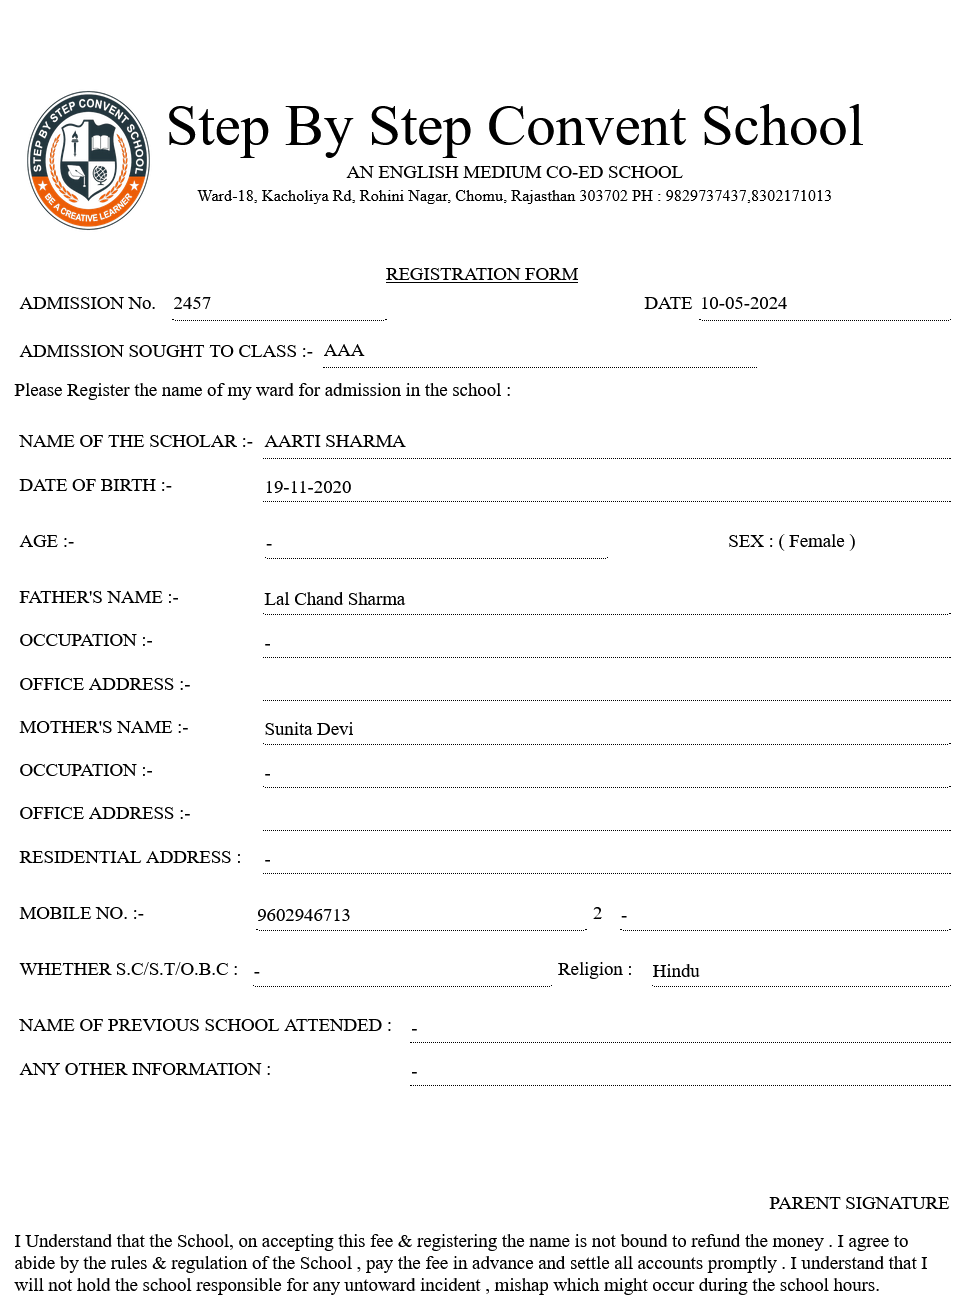 STEP BY STEP CONVENT SCHOOL
BE A CREATIVE LEARNER
Step By Step Convent School
AN ENGLISH MEDIUM CO-ED SCHOOL
Ward-18, Kacholiya Rd, Rohini Nagar, Chomu, Rajasthan 303702 PH : 9829737437,8302171013
REGISTRATION FORM
ADMISSION No. 2457 DATE 10-05-2024
ADMISSION SOUGHT TO CLASS :- AAA
Please Register the name of my ward for admission in the school :
NAME OF THE SCHOLAR :- AARTI SHARMA
DATE OF BIRTH :- 19-11-2020
AGE :- - SEX : ( Female )
FATHER'S NAME :- Lal Chand Sharma
OCCUPATION :- -
OFFICE ADDRESS :-
MOTHER'S NAME :- Sunita Devi
OCCUPATION :- -
OFFICE ADDRESS :-
RESIDENTIAL ADDRESS : -
MOBILE NO. :- 9602946713 2 -
WHETHER S.C/S.T/O.B.C : - Religion : Hindu
NAME OF PREVIOUS SCHOOL ATTENDED : -
ANY OTHER INFORMATION : -
PARENT SIGNATURE
I Understand that the School, on accepting this fee & registering the name is not bound to refund the money . I agree to
abide by the rules & regulation of the School , pay the fee in advance and settle all accounts promptly . I understand that I
will not hold the school responsible for any untoward incident , mishap which might occur during the school hours.